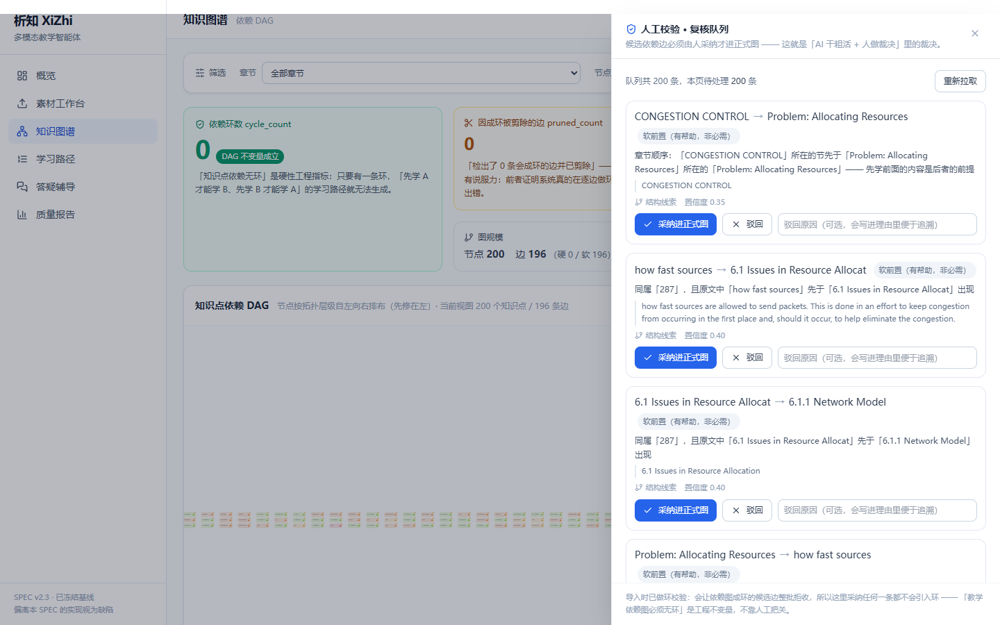 析知 XiZhi
多模态教学智能体
概览
素材工作台
知识图谱
学习路径
答疑辅导
质量报告
SPEC v2.3 · 已冻结基线
偏离本 SPEC 的实现视为缺陷
知识图谱 依赖 DAG
筛选 章节 全部章节 节点
依赖环数 cycle_count
0 DAG 不变量成立
「知识点依赖无环」是硬性工程指标：只要有一条环，「先学 A
才能学 B、先学 B 才能学 A」的学习路径就无法生成。
因成环被剪除的边 pruned_count
0
「检出了 0 条会成环的边并已剪除」——
有说服力：前者证明系统真的在逐边做环
出错。
图规模
节点 200 边 196 (硬 0 / 软 196)
知识点依赖 DAG 节点按拓扑层级自左向右排布（先修在左）· 当前视图 200 个知识点 / 196 条边
人工校验 • 复核队列
候选依赖边必须由人采纳才进正式图 —— 这就是「AI 干粗活 + 人做裁决」里的裁决。
队列共 200 条，本页待处理 200 条
重新拉取
CONGESTION CONTROL → Problem: Allocating Resources
软前置（有帮助，非必需）
章节顺序：「CONGESTION CONTROL」所在的节先于「Problem: Allocating
Resources」所在的「Problem: Allocating Resources」—— 先学前面的内容是后者的前提
CONGESTION CONTROL
结构线索 置信度 0.35
采纳进正式图 驳回 驳回原因（可选，会写进理由里便于追溯）
how fast sources → 6.1 Issues in Resource Allocat 软前置（有帮助，非必需）
同属「287」，且原文中「how fast sources」先于「6.1 Issues in Resource Allocat」出现
how fast sources are allowed to send packets. This is done in an effort to keep congestion
from occurring in the first place and, should it occur, to help eliminate the congestion.
结构线索 置信度 0.40
采纳进正式图 驳回 驳回原因（可选，会写进理由里便于追溯）
6.1 Issues in Resource Allocat → 6.1.1 Network Model
软前置（有帮助，非必需）
同属「287」，且原文中「6.1 Issues in Resource Allocat」先于「6.1.1 Network Model」
出现
6.1 Issues in Resource Allocation
结构线索 置信度 0.40
采纳进正式图 驳回 驳回原因（可选，会写进理由里便于追溯）
Problem: Allocating Resources → how fast sources
软前置（有帮助，非必需）
导入时已做环校验：会让依赖图成环的候选边整批拒收，所以这里采纳任何一条都不会引入环 —— 「教学
依赖图必须无环」是工程不变量，不靠人工把关。